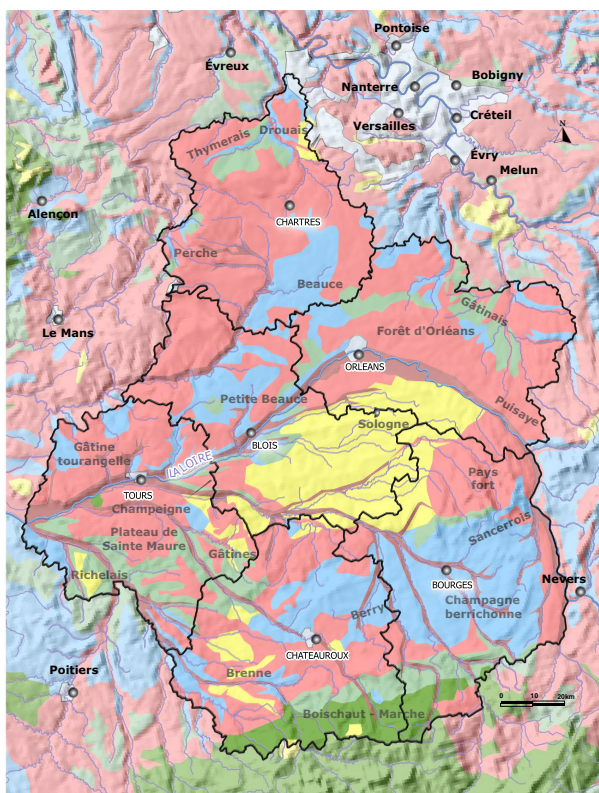 Pontoise
Évreux
Nanterre
Bobigny
Versailles
Créteil
N
Thymerais
Drouais
Évry
Melun
Alençon
CHARTRES
Perche
Beauce
Gâtinais
Le Mans
Forêt d'Orléans
ORLEANS
Petite Beauce
Puisaye
Sologne
BLOIS
Gâtine
tourangelle
LA LOIRE
Pays
fort
TOURS
Champeigne
Sancerrois
Plateau de
Sainte Maure
Gâtines
Richelais
BOURGES
Nevers
Champagne
berrichonne
Berry
CHATEAUROUX
Poitiers
Brenne
0 10 20km
Boischaut - Marche